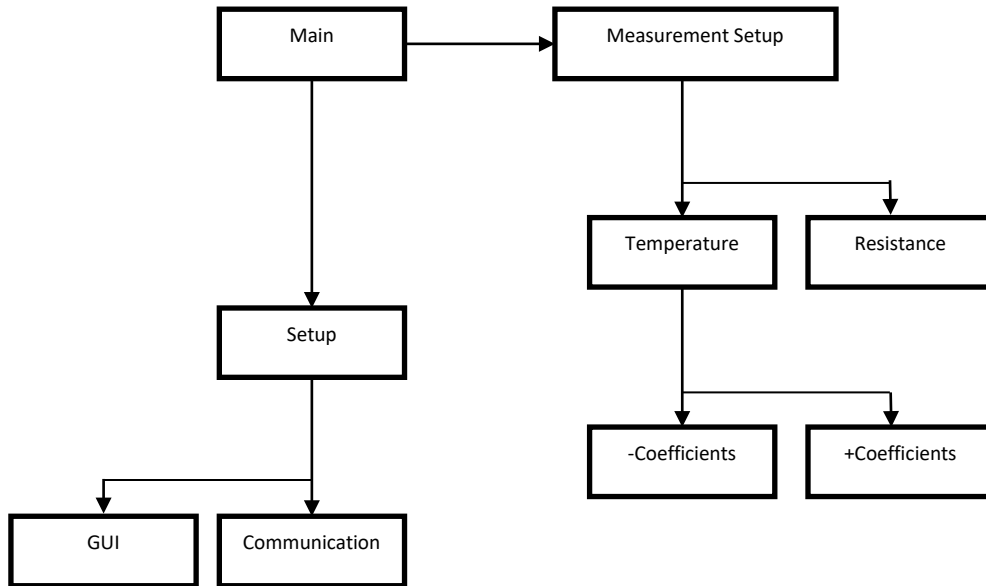 Main
Measurement Setup
Temperature
Resistance
Setup
-Coefficients
+Coefficients
GUI
Communication